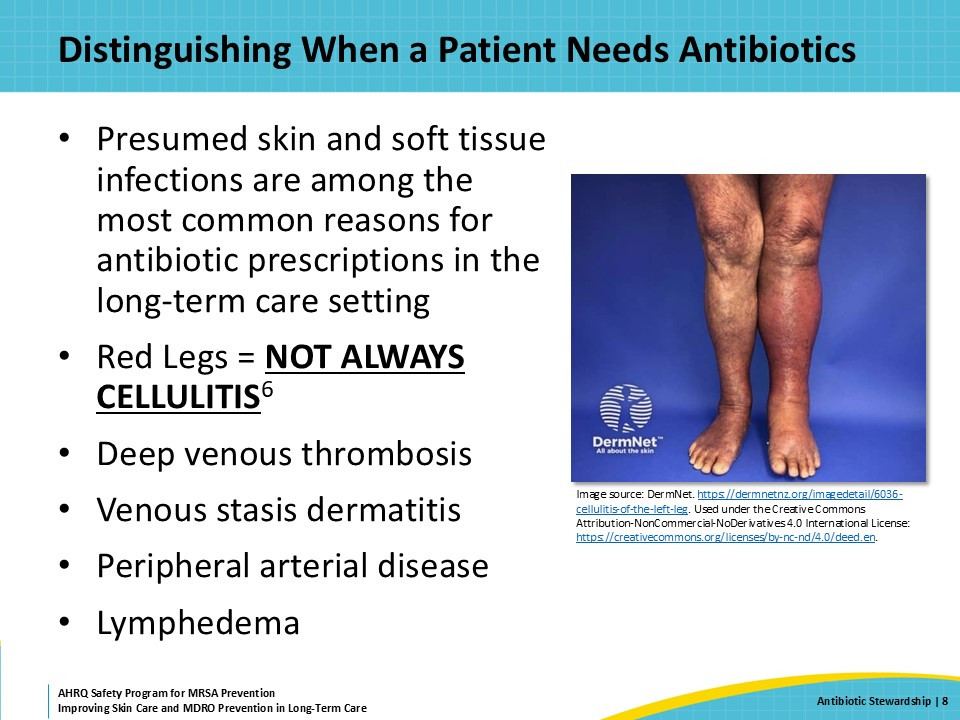 Distinguishing When a Patient Needs Antibiotics
• Presumed skin and soft tissue
infections are among the
most common reasons for
antibiotic prescriptions in the
long-term care setting
• Red Legs = NOT ALWAYS
CELLULITIS6
• Deep venous thrombosis
• Venous stasis dermatitis
• Peripheral arterial disease
• Lymphedema
DermNet™
All about the skin
Image source: DermNet. https://dermnetnz.org/imagedetail/6036-
cellulitis-of-the-left-leg. Used under the Creative Commons
Attribution-NonCommercial-NoDerivatives 4.0 International License:
https://creativecommons.org/licenses/by-nc-nd/4.0/deed.en.
AHRQ Safety Program for MRSA Prevention
Improving Skin Care and MDRO Prevention in Long-Term Care
Antibiotic Stewardship | 8